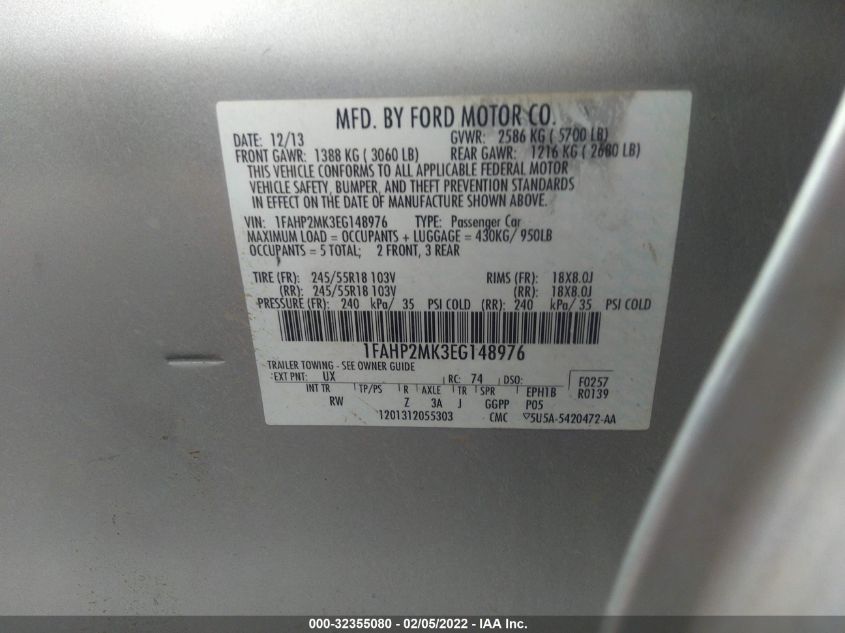 MFD. BY FORD MOTOR CO.
DATE: 12/13 GVWR: 2586 KG ( 5700 LB)
FRONT GAWR: 1388 KG ( 3060 LB) REAR GAWR: 1216 KG ( 2680 LB)
THIS VEHICLE CONFORMS TO ALL APPLICABLE FEDERAL MOTOR
VEHICLE SAFETY, BUMPER, AND THEFT PREVENTION STANDARDS
IN EFFECT ON THE DATE OF MANUFACTURE SHOWN ABOVE.
VIN: 1FAHP2MK3EG148976 TYPE: Passenger Car
MAXIMUM LOAD = OCCUPANTS + LUGGAGE = 430KG/ 950LB
OCCUPANTS = 5 TOTAL; 2 FRONT, 3 REAR
TIRE (FR): 245/55R18 103V RIMS (FR): 18X8.0J
(RR): 245/55R18 103V (RR): 18X8.0J
PRESSURE (FR): 240 kPa/ 35 PSI COLD (RR): 240 kPa/ 35 PSI COLD
1FAHP2MK3EG148976
TRAILER TOWING - SEE OWNER GUIDE
EXT PNT: UX RC: 74 DSO: F0257
INT TR TP/PS R AXLE TR SPR EPH1B R0139
RW Z 3A J GGPP P05
1201312055303 CMC ▽5U5A-5420472-AA
000-32355080 - 02/05/2022 - IAA Inc.